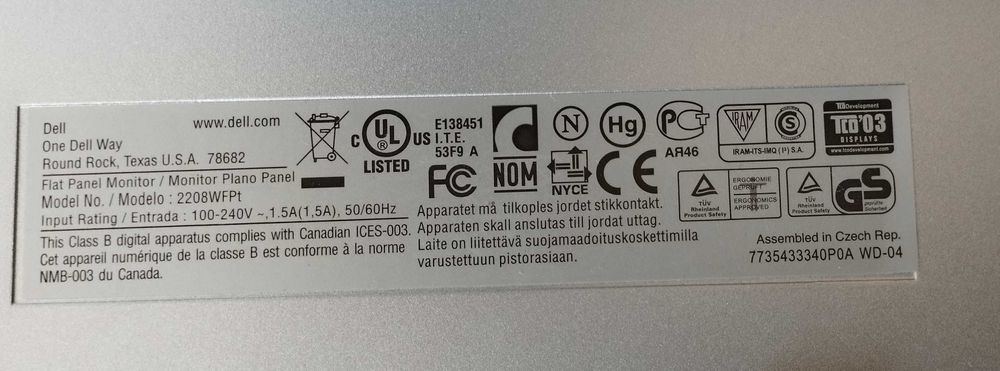 Dell www.dell.com
One Dell Way
Round Rock, Texas U.S.A. 78682
Flat Panel Monitor / Monitor Plano Panel
Model No. / Modelo : 2208WFPt
Input Rating / Entrada : 100-240V ~,1.5A(1,5A), 50/60Hz
This Class B digital apparatus complies with Canadian ICES-003.
Cet appareil numérique de la classe B est conforme à la norme
NMB-003 du Canada.
C UL US
LISTED
E138451
I.T.E.
53F9 A
FC
NOM
N
NYCE
Hg
CE
PCT
АЯ46
IRAM
S
IRAM-ITS-IMQ (I³) S.A.
TCO Development
TCO'03
DISPLAYS
www.tcodevelopment.com
TÜV
Rheinland
Product Safety
ERGONOMIE
GEPRÜFT
ERGONOMICS
APPROVED
TÜV
Rheinland
Product Safety
GS
geprüfte
Sicherheit
Apparatet må tilkoples jordet stikkontakt.
Apparaten skall anslutas till jordat uttag.
Laite on liitettävä suojamaadoituskoskettimilla
varustettuun pistorasiaan.
Assembled in Czech Rep.
7735433340P0A WD-04